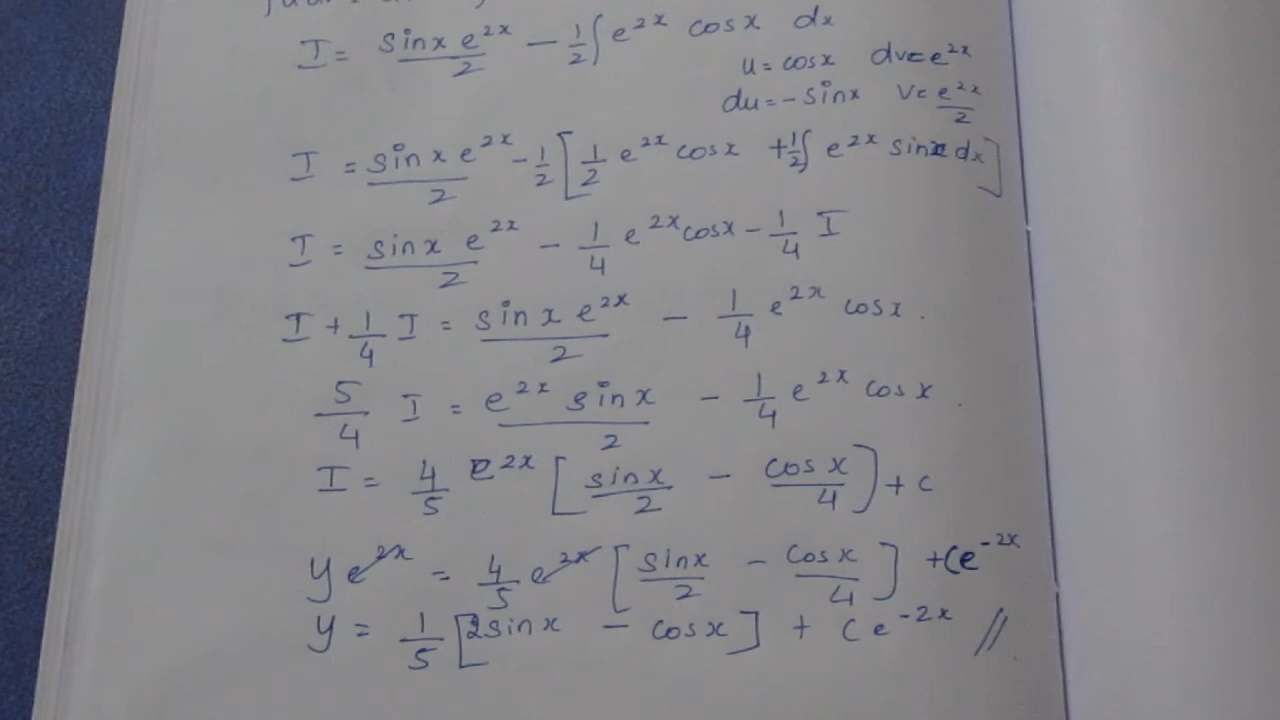 I = sinx e^2x / 2 - 1/2 ∫ e^2x cosx dx
u = cosx dv = e^2x
du = - sinx v = e^2x / 2
I = sinx e^2x / 2 - 1/2 [ 1/2 e^2x cosx + 1/2 ∫ e^2x sinx dx ]
I = sinx e^2x / 2 - 1/4 e^2x cosx - 1/4 I
I + 1/4 I = sinx e^2x / 2 - 1/4 e^2x cosx .
5/4 I = e^2x sinx / 2 - 1/4 e^2x cosx .
I = 4/5 e^2x [ sinx / 2 - cosx / 4 ] + c
y e^2x = 4/5 e^2x [ sinx / 2 - cosx / 4 ] + Ce^-2x
y = 1/5 [ 2sinx - cosx ] + Ce^-2x //